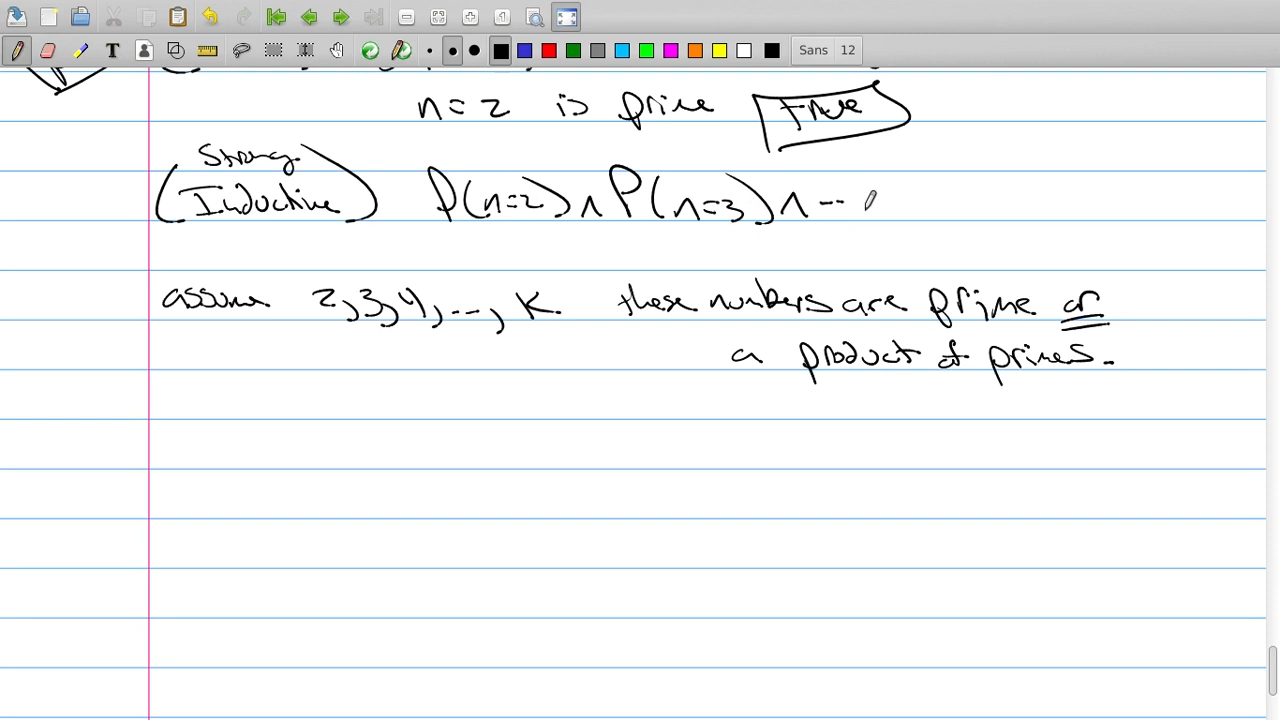 Sans 12
n=2 is prime True
(Strong Inductive) P(n=2) ∧ P(n=3) ∧ --
assume 2,3,4,..., K these numbers are prime or
a product of primes.